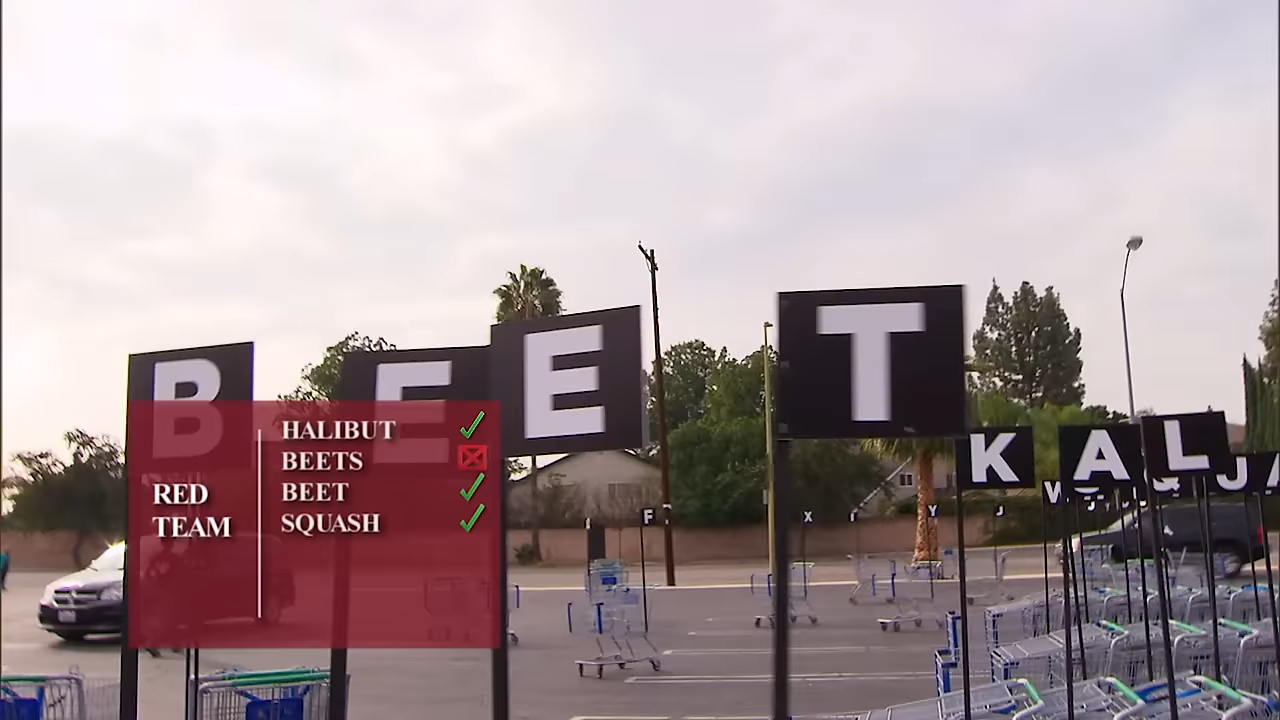 B E E T
K A L
W Q J A
F X Y J
RED
TEAM
HALIBUT
BEETS
BEET
SQUASH